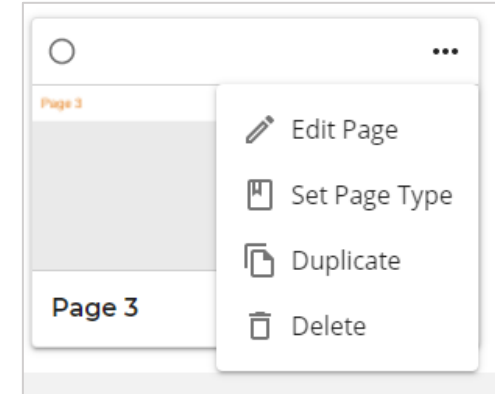 Page 3
Edit Page
Set Page Type
Duplicate
Delete
Page 3